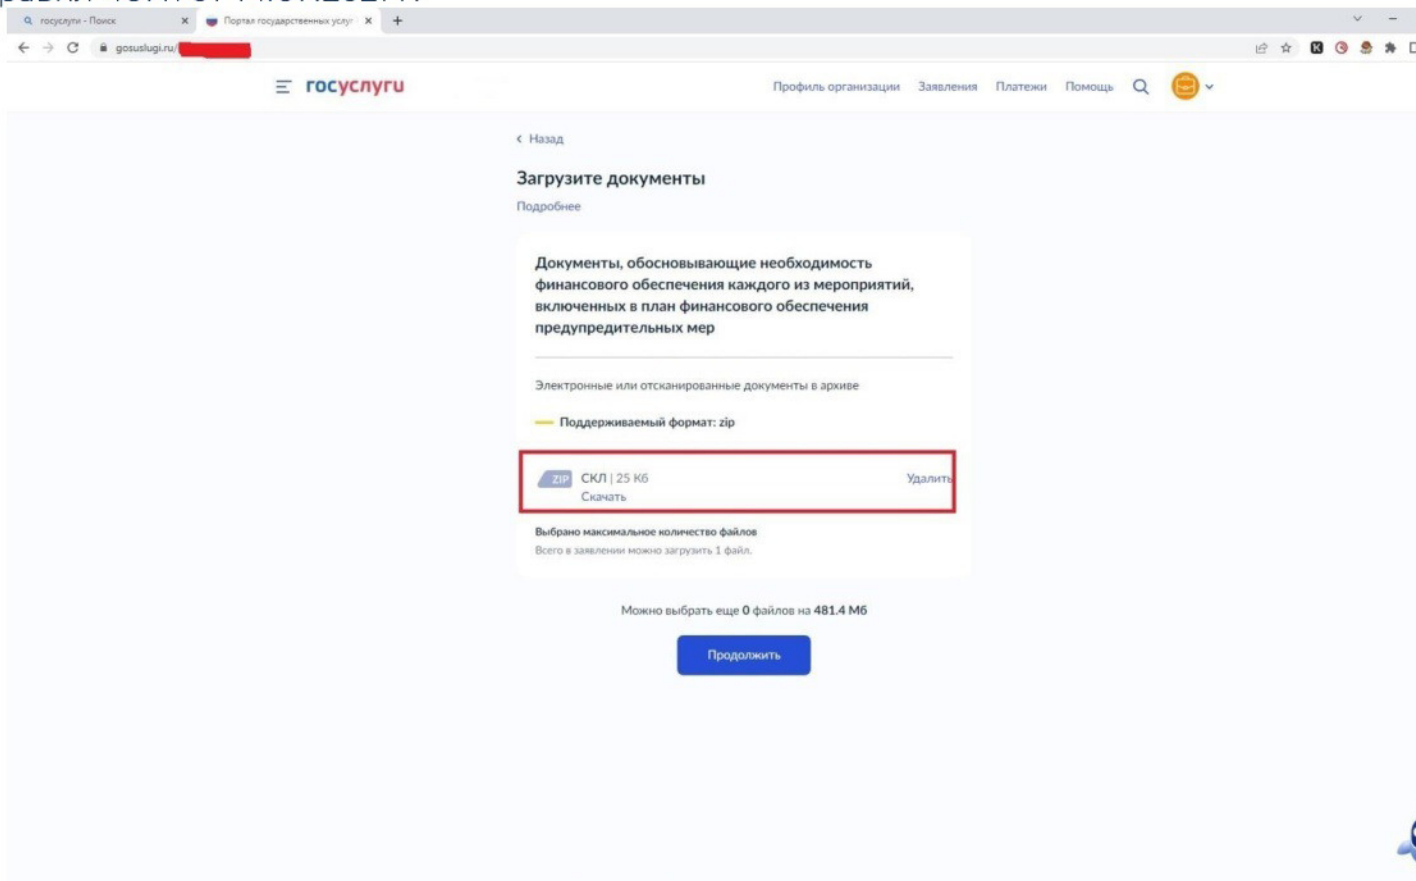 госуслуги - Поиск
Портал государственных услуг
gosuslugi.ru/
госуслуги
Профиль организации Заявления Платежи Помощь
Назад
Загрузите документы
Подробнее
Документы, обосновывающие необходимость
финансового обеспечения каждого из мероприятий,
включенных в план финансового обеспечения
предупредительных мер
Электронные или отсканированные документы в архиве
Поддерживаемый формат: zip
ZIP СКЛ | 25 Кб Удалить
Скачать
Выбрано максимальное количество файлов
Всего в заявлении можно загрузить 1 файл.
Можно выбрать еще 0 файлов на 481.4 Мб
Продолжить